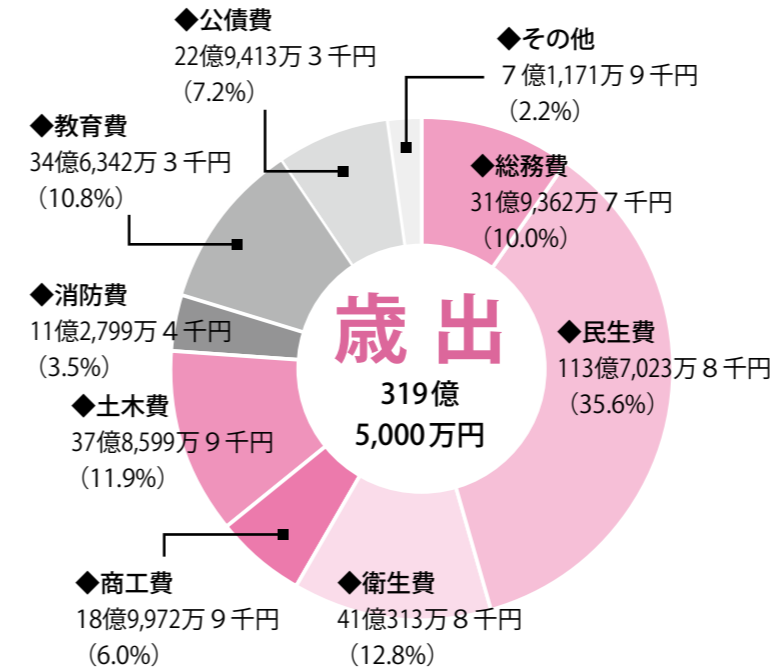 ◆公債費
22億9,413万３千円
（7.2%）
◆その他
７億1,171万９千円
（2.2%）
◆教育費
34億6,342万３千円
（10.8%）
◆総務費
31億9,362万７千円
（10.0%）
◆消防費
11億2,799万４千円
（3.5%）
歳出
319億
5,000万円
◆民生費
113億7,023万８千円
（35.6%）
◆土木費
37億8,599万９千円
（11.9%）
◆商工費
18億9,972万９千円
（6.0%）
◆衛生費
41億313万８千円
（12.8%）